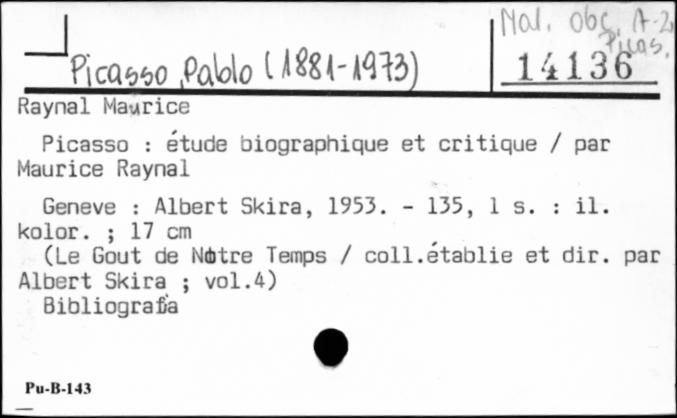 Mal. obc. A-2
Picas.
Picasso, Pablo (1881-1973)
14136
Raynal Maurice
Picasso : étude biographique et critique / par
Maurice Raynal
Geneve : Albert Skira, 1953. - 135, 1 s. : il.
kolor. ; 17 cm
(Le Gout de Notre Temps / coll.établie et dir. par
Albert Skira ; vol.4)
Bibliografia
Pu-B-143